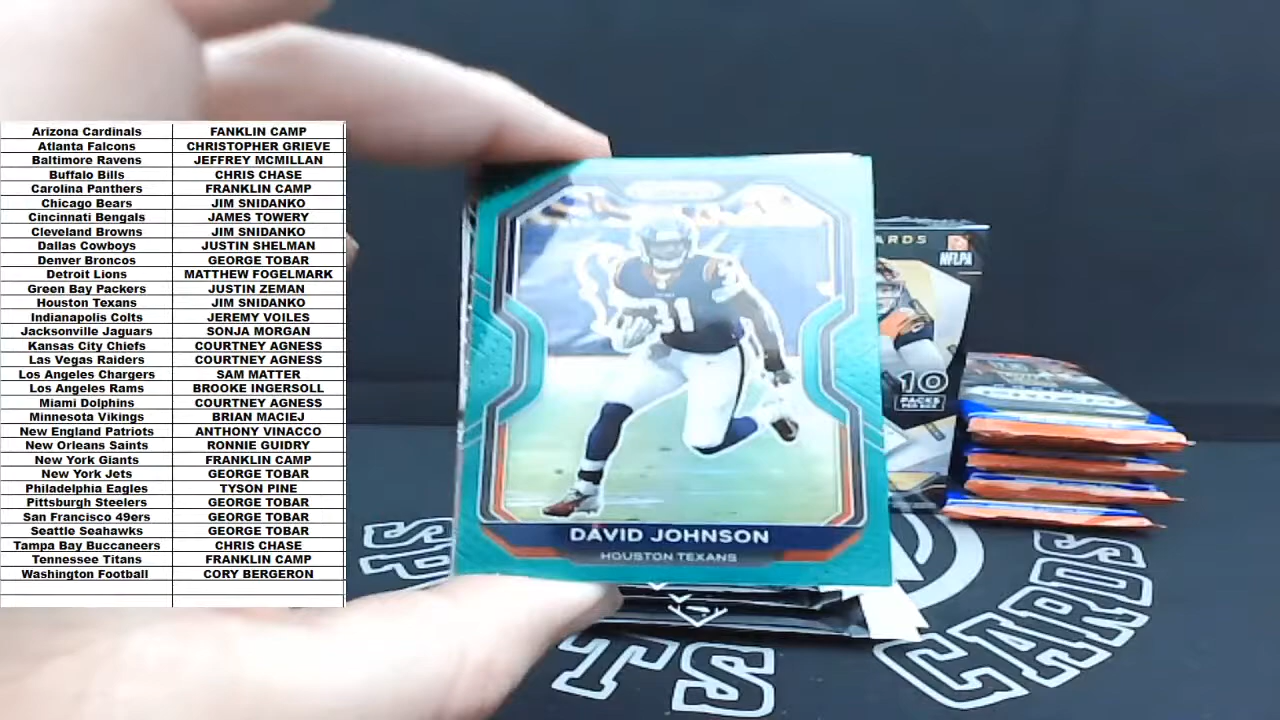 Arizona Cardinals FANKLIN CAMP
Atlanta Falcons CHRISTOPHER GRIEVE
Baltimore Ravens JEFFREY MCMILLAN
Buffalo Bills CHRIS CHASE
Carolina Panthers FRANKLIN CAMP
Chicago Bears JIM SNIDANKO
Cincinnati Bengals JAMES TOWERY
Cleveland Browns JIM SNIDANKO
Dallas Cowboys JUSTIN SHELMAN
Denver Broncos GEORGE TOBAR
Detroit Lions MATTHEW FOGELMARK
Green Bay Packers JUSTIN ZEMAN
Houston Texans JIM SNIDANKO
Indianapolis Colts JEREMY VOILES
Jacksonville Jaguars SONJA MORGAN
Kansas City Chiefs COURTNEY AGNESS
Las Vegas Raiders COURTNEY AGNESS
Los Angeles Chargers SAM MATTER
Los Angeles Rams BROOKE INGERSOLL
Miami Dolphins COURTNEY AGNESS
Minnesota Vikings BRIAN MACIEJ
New England Patriots ANTHONY VINACCO
New Orleans Saints RONNIE GUIDRY
New York Giants FRANKLIN CAMP
New York Jets GEORGE TOBAR
Philadelphia Eagles TYSON PINE
Pittsburgh Steelers GEORGE TOBAR
San Francisco 49ers GEORGE TOBAR
Seattle Seahawks GEORGE TOBAR
Tampa Bay Buccaneers CHRIS CHASE
Tennessee Titans FRANKLIN CAMP
Washington Football CORY BERGERON
31
DAVID JOHNSON
HOUSTON TEXANS
ARDS
NFLPA
10
PACKS
PER BOX
TS
CARDS